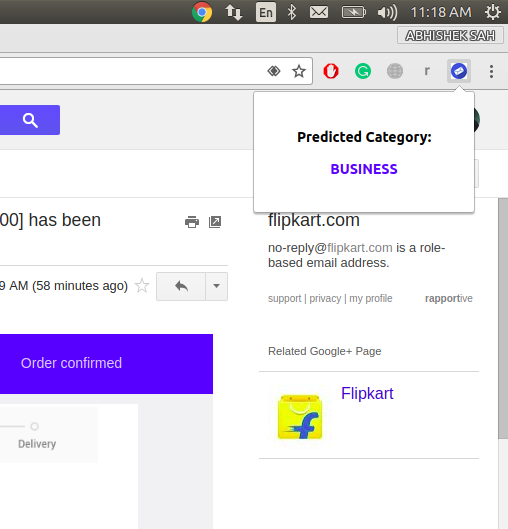 En
11:18 AM
ABHISHEK SAH
r
Predicted Category:
BUSINESS
00] has been
flipkart.com
no-reply@flipkart.com is a role-
based email address.
9 AM (58 minutes ago)
support | privacy | my profile
rapportive
Order confirmed
Related Google+ Page
Flipkart
Delivery